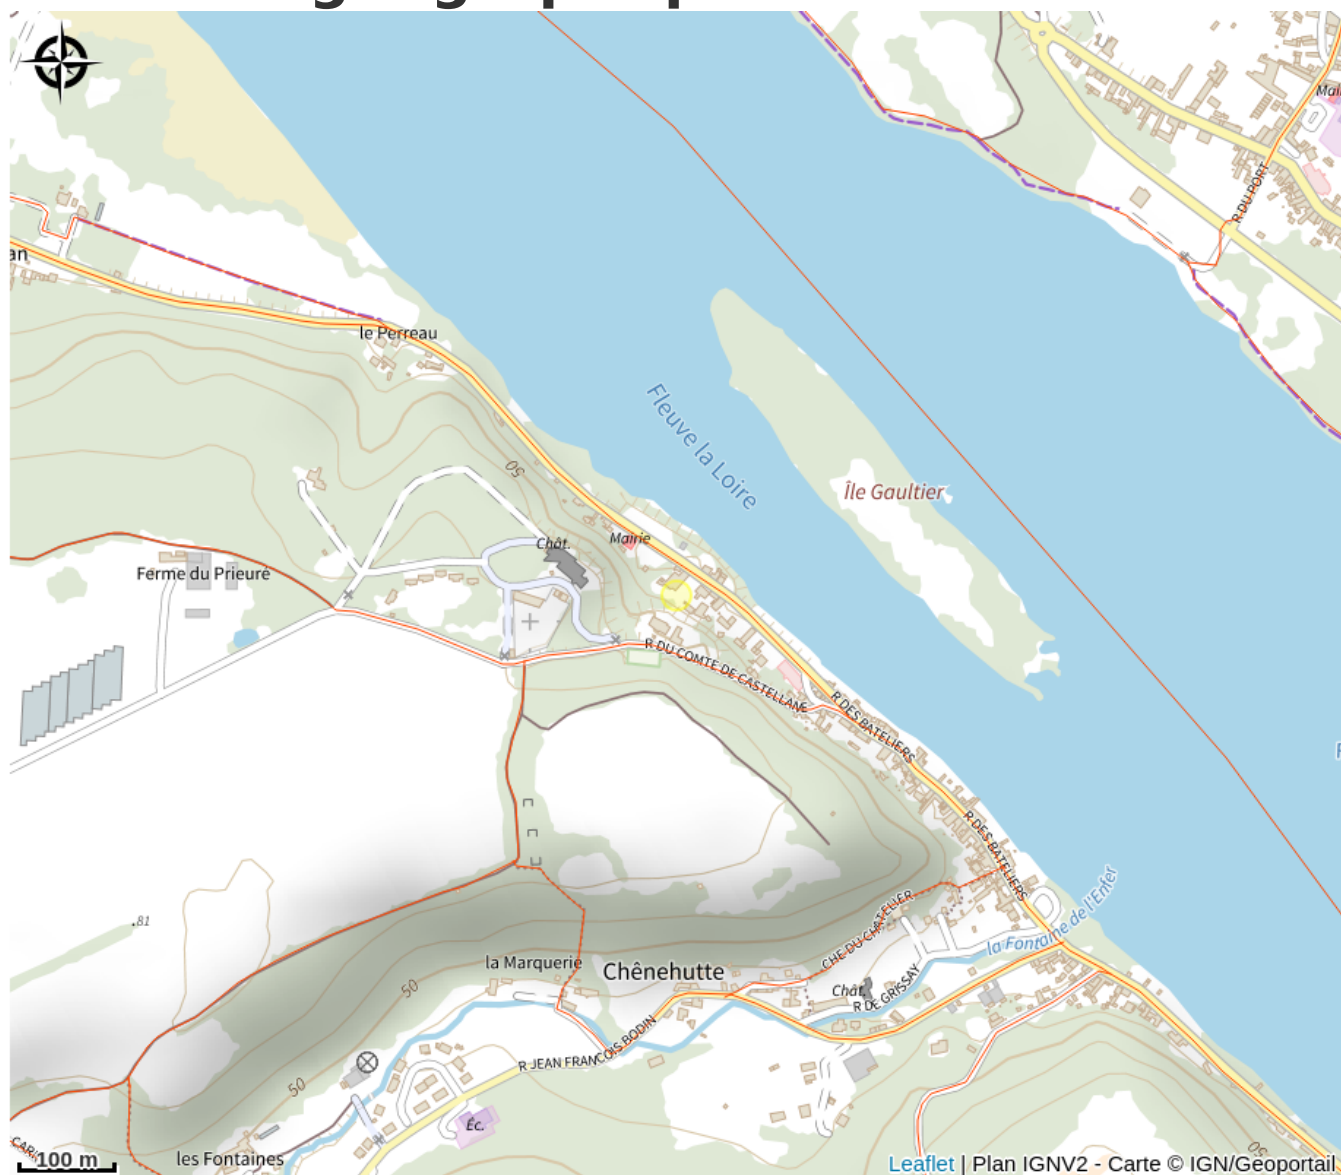 an
le Perreau
Fleuve la Loire
Île Gaultier
R DU PORT
50
Chât.
Mairie
Ferme du Prieuré
R DU COMTE DE CASTELLANE
R DES BATELIERS
R DES BATELIERS
81
CHE DU CHATELIER
la Fontaine de l'Enfer
la Marquerie
Chênehutte
50
Chât.
R DE GRISSAY
R JEAN FRANCOIS BODIN
50
Éc.
les Fontaines
50
100 m
Leaflet | Plan IGNV2 - Carte © IGN/Geoportail